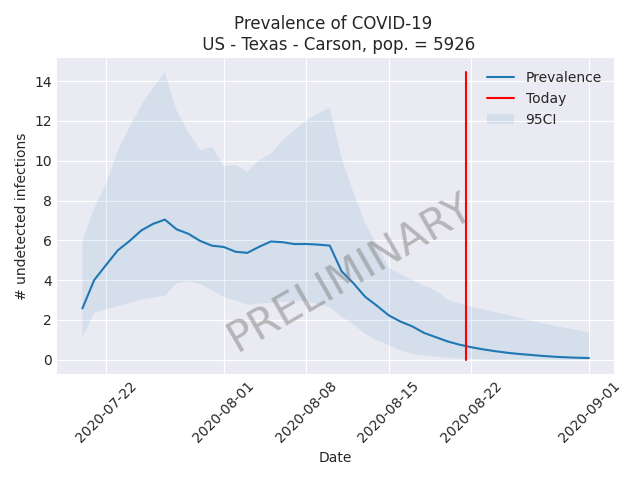 Prevalence of COVID-19
US - Texas - Carson, pop. = 5926
14
12
10
8
6
4
2
0
# undetected infections
Prevalence
Today
95CI
PRELIMINARY
2020-07-22
2020-08-01
2020-08-08
2020-08-15
2020-08-22
2020-09-01
Date